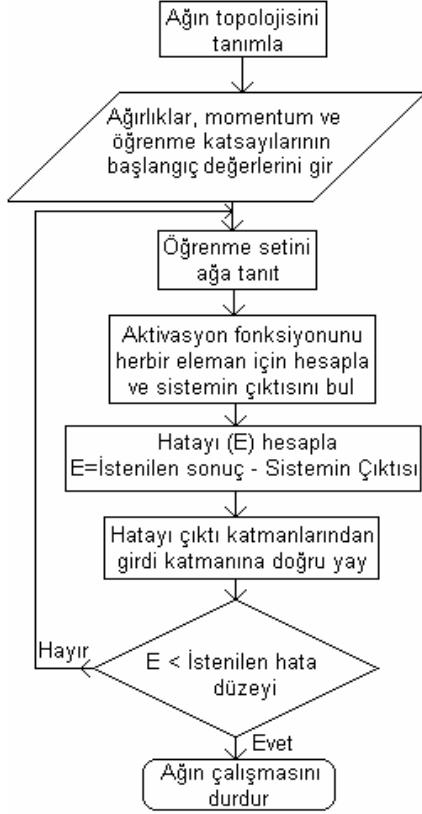 Ağın topolojisini
tanımla
Ağırlıklar, momentum ve
öğrenme katsayılarının
başlangıç değerlerini gir
Öğrenme setini
ağa tanıt
Aktivasyon fonksiyonunu
herbir eleman için hesapla
ve sistemin çıktısını bul
Hatayı (E) hesapla
E=İstenilen sonuç - Sistemin Çıktısı
Hatayı çıktı katmanlarından
girdi katmanına doğru yay
Hayır
E < İstenilen hata
düzeyi
Evet
Ağın çalışmasını
durdur